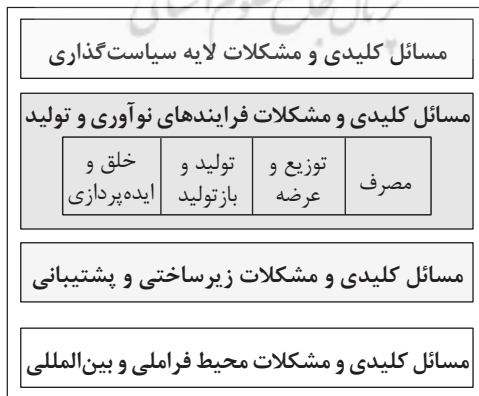 مسائل کلیدی و مشکلات لایه سیاست‌گذاری
مسائل کلیدی و مشکلات فرایندهای نوآوری و تولید
خلق و ایده‌پردازی
تولید و بازتولید
توزیع و عرضه
مصرف
مسائل کلیدی و مشکلات زیرساختی و پشتیبانی
مسائل کلیدی و مشکلات محیط فراملی و بین‌المللی